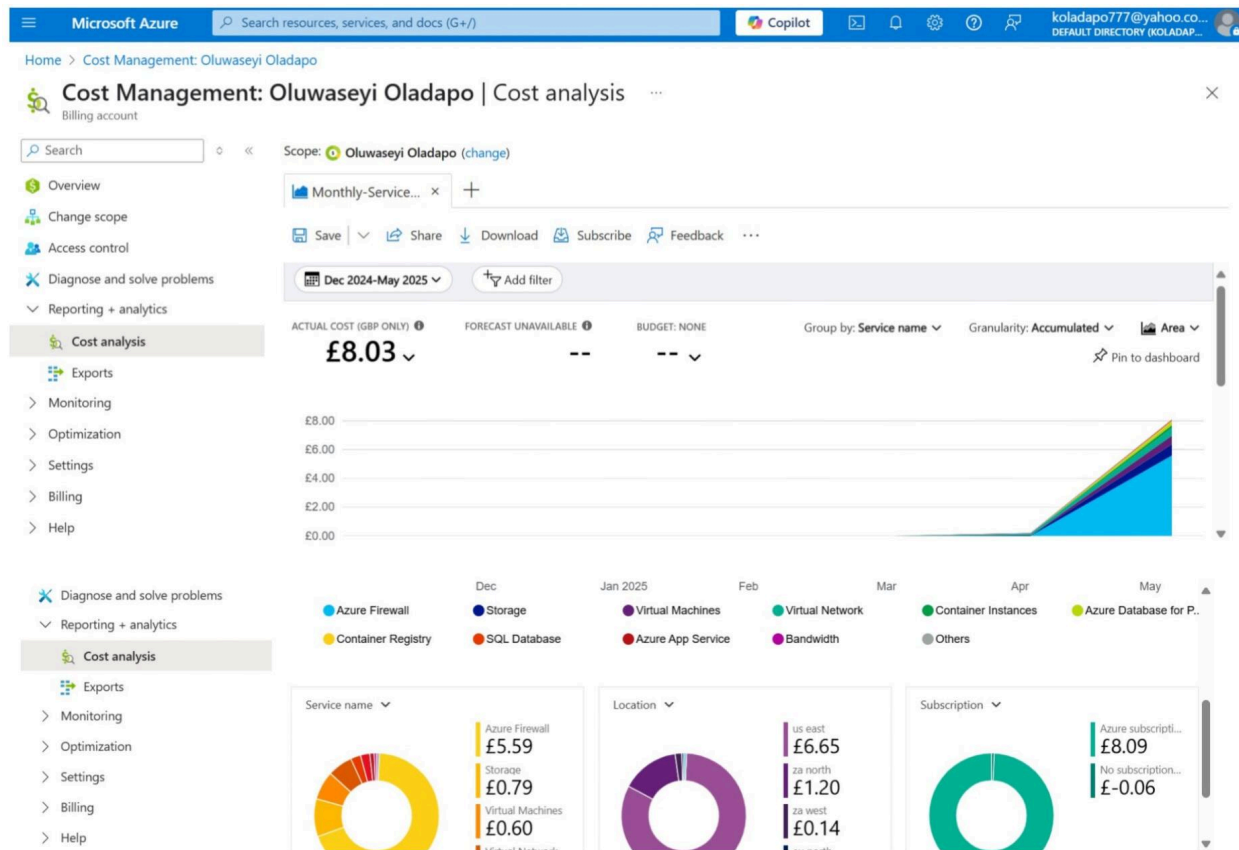 Microsoft Azure
Search resources, services, and docs (G+/)
Copilot
koladapo777@yahoo.co...
DEFAULT DIRECTORY (KOLADAP...
Home > Cost Management: Oluwaseyi Oladapo
Cost Management: Oluwaseyi Oladapo | Cost analysis ...
Billing account
Search
Overview
Change scope
Access control
Diagnose and solve problems
Reporting + analytics
Cost analysis
Exports
Monitoring
Optimization
Settings
Billing
Help
Scope: Oluwaseyi Oladapo (change)
Monthly-Service...
Save Share Download Subscribe Feedback ...
Dec 2024-May 2025 Add filter
ACTUAL COST (GBP ONLY) FORECAST UNAVAILABLE BUDGET: NONE
£8.03 -- --
Group by: Service name Granularity: Accumulated Area
Pin to dashboard
£8.00
£6.00
£4.00
£2.00
£0.00
Dec Jan 2025 Feb Mar Apr May
Azure Firewall Storage Virtual Machines Virtual Network Container Instances Azure Database for P..
Container Registry SQL Database Azure App Service Bandwidth Others
Diagnose and solve problems
Reporting + analytics
Cost analysis
Exports
Monitoring
Optimization
Settings
Billing
Help
Service name
Azure Firewall
£5.59
Storage
£0.79
Virtual Machines
£0.60
Virtual Network
Location
us east
£6.65
za north
£1.20
za west
£0.14
Subscription
Azure subscripti...
£8.09
No subscription...
£-0.06